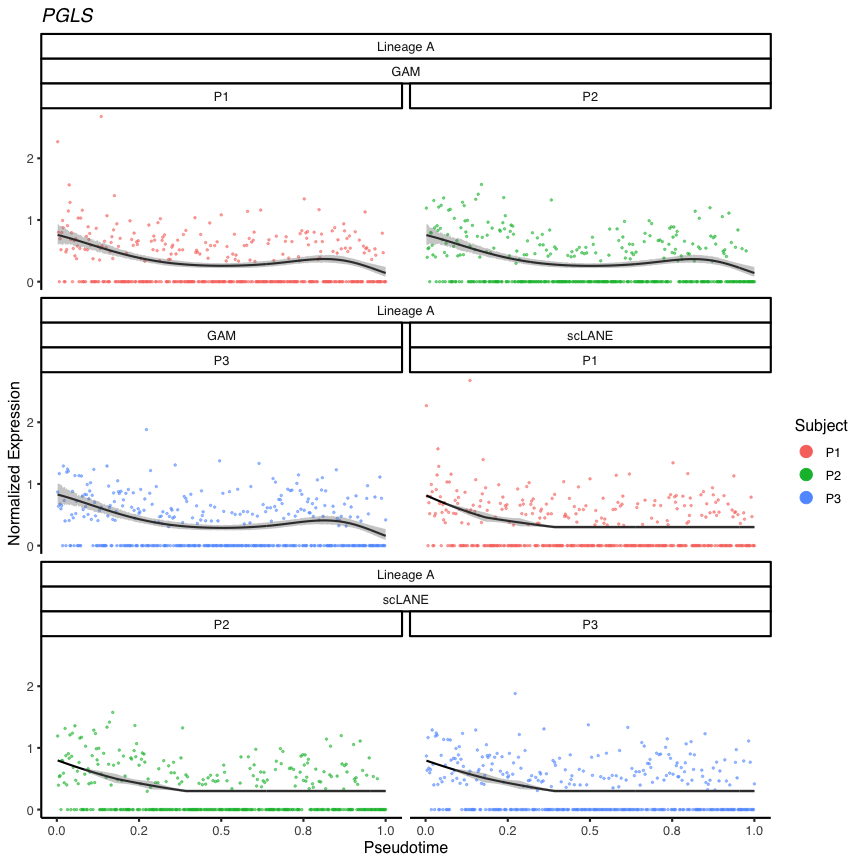 PGLS
Lineage A
GAM
P1 P2
2
1
0
Lineage A
GAM scLANE
P3 P1
2
1
0
Normalized Expression
Subject
P1
P2
P3
Lineage A
scLANE
P2 P3
2
1
0
0.0 0.2 0.5 0.8 1.0 0.0 0.2 0.5 0.8 1.0
Pseudotime